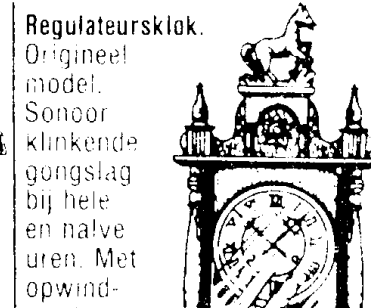 Regulateursklok.
Origineel
model.
Sonoor
klinkende
gongslag
bij hele
en halve
uren. Met
opwind-